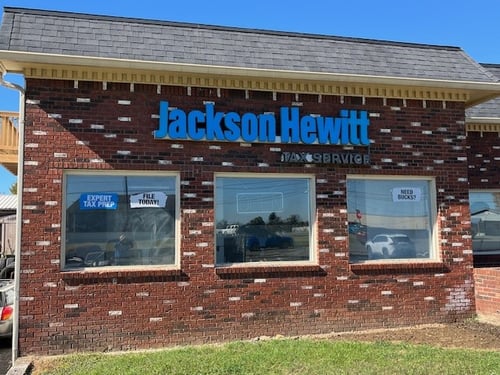 Jackson Hewitt
TAX SERVICE
EXPERT
TAX PREP
FILE
TODAY!
NEED
BUCKS?